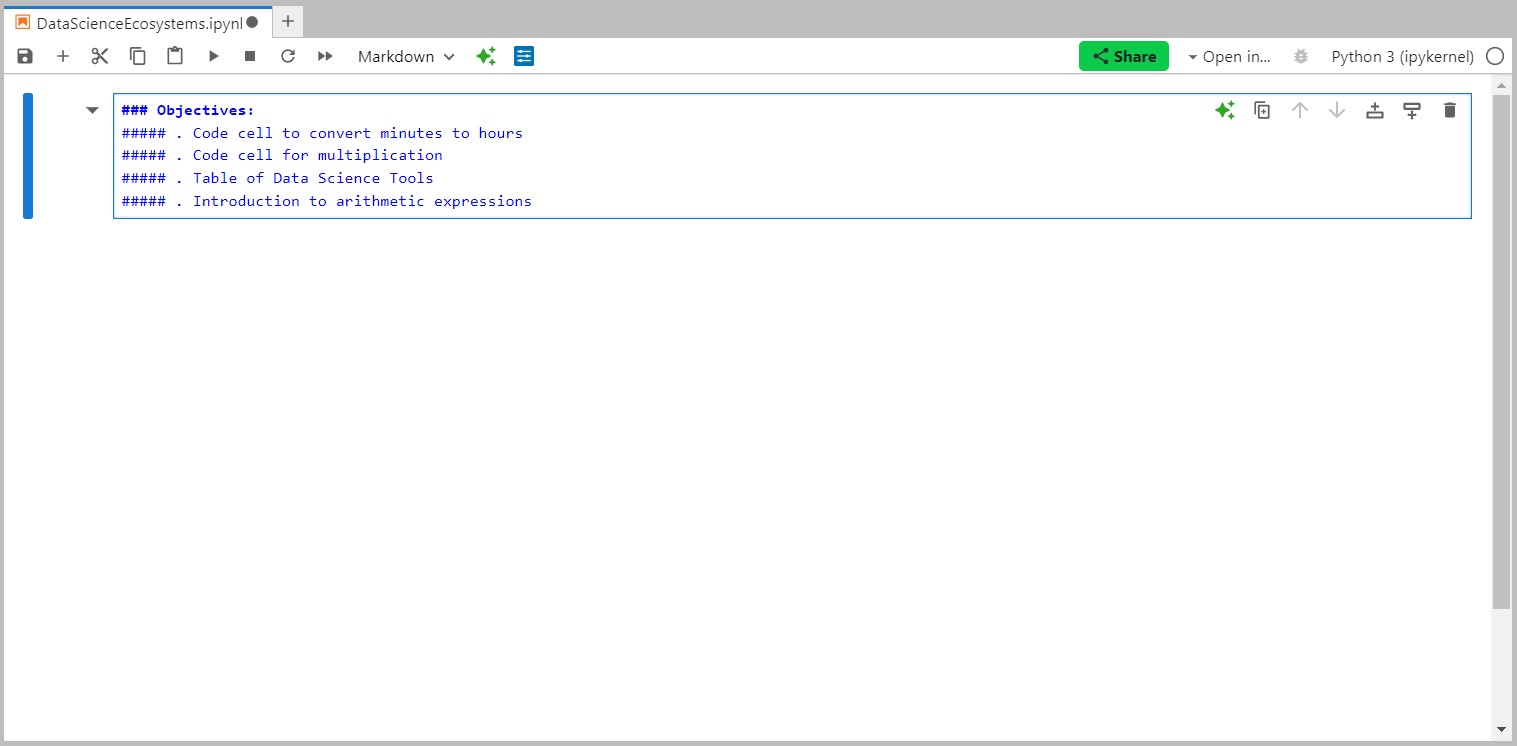 DataScienceEcosystems.ipynl
Markdown
Share
Open in...
Python 3 (ipykernel)
### Objectives:
##### . Code cell to convert minutes to hours
##### . Code cell for multiplication
##### . Table of Data Science Tools
##### . Introduction to arithmetic expressions